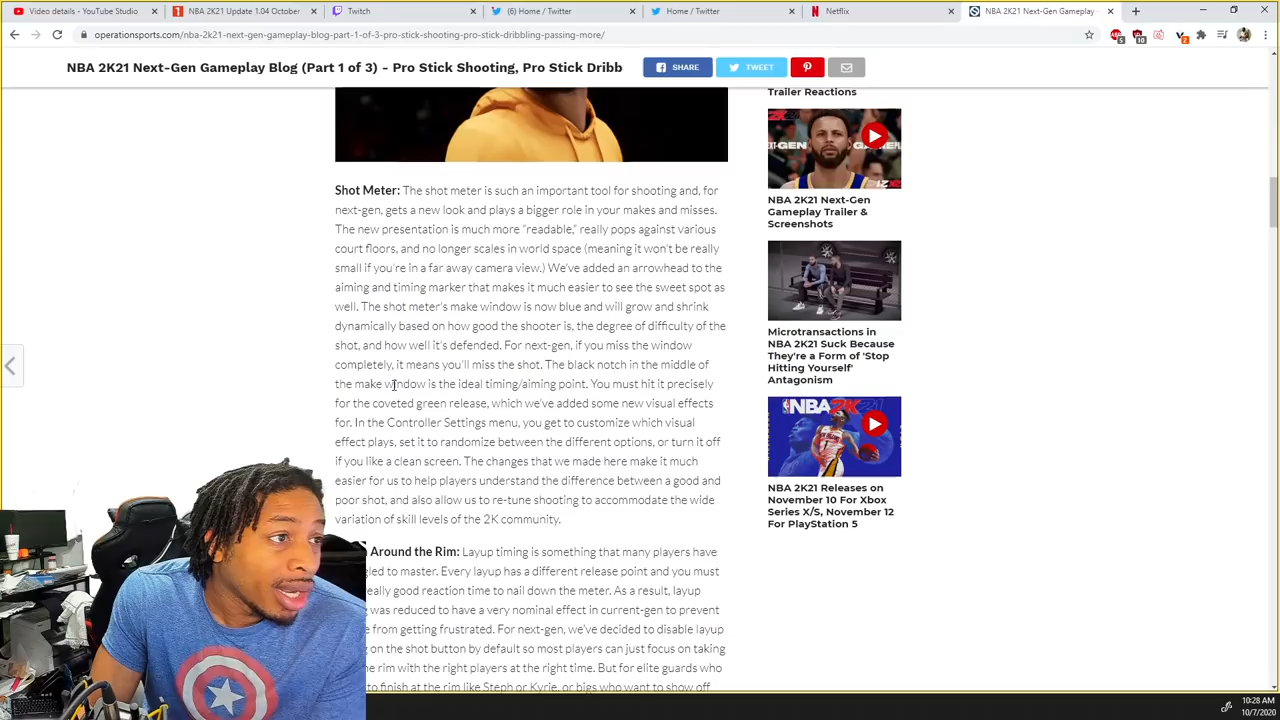 Video details - YouTube Studio
NBA 2K21 Update 1.04 October
Twitch
(6) Home / Twitter
Home / Twitter
Netflix
NBA 2K21 Next-Gen Gameplay
operationsports.com/nba-2k21-next-gen-gameplay-blog-part-1-of-3-pro-stick-shooting-pro-stick-dribbling-passing-more/
NBA 2K21 Next-Gen Gameplay Blog (Part 1 of 3) - Pro Stick Shooting, Pro Stick Dribb
SHARE
TWEET
Shot Meter: The shot meter is such an important tool for shooting and, for
next-gen, gets a new look and plays a bigger role in your makes and misses.
The new presentation is much more “readable,” really pops against various
court floors, and no longer scales in world space (meaning it won’t be really
small if you’re in a far away camera view.) We’ve added an arrowhead to the
aiming and timing marker that makes it much easier to see the sweet spot as
well. The shot meter’s make window is now blue and will grow and shrink
dynamically based on how good the shooter is, the degree of difficulty of the
shot, and how well it’s defended. For next-gen, if you miss the window
completely, it means you’ll miss the shot. The black notch in the middle of
the make window is the ideal timing/aiming point. You must hit it precisely
for the coveted green release, which we’ve added some new visual effects
for. In the Controller Settings menu, you get to customize which visual
effect plays, set it to randomize between the different options, or turn it off
if you like a clean screen. The changes that we made here make it much
easier for us to help players understand the difference between a good and
poor shot, and also allow us to re-tune shooting to accommodate the wide
variation of skill levels of the 2K community.
Around the Rim: Layup timing is something that many players have
gled to master. Every layup has a different release point and you must
eally good reaction time to nail down the meter. As a result, layup
was reduced to have a very nominal effect in current-gen to prevent
e from getting frustrated. For next-gen, we’ve decided to disable layup
on the shot button by default so most players can just focus on taking
he rim with the right players at the right time. But for elite guards who
to finish at the rim like Steph or Kyrie, or bigs who want to show off
Trailer Reactions
NBA 2K21 Next-Gen
Gameplay Trailer &
Screenshots
Microtransactions in
NBA 2K21 Suck Because
They're a Form of 'Stop
Hitting Yourself'
Antagonism
NBA2K21
NBA 2K21 Releases on
November 10 For Xbox
Series X/S, November 12
For PlayStation 5
10:28 AM
10/7/2020